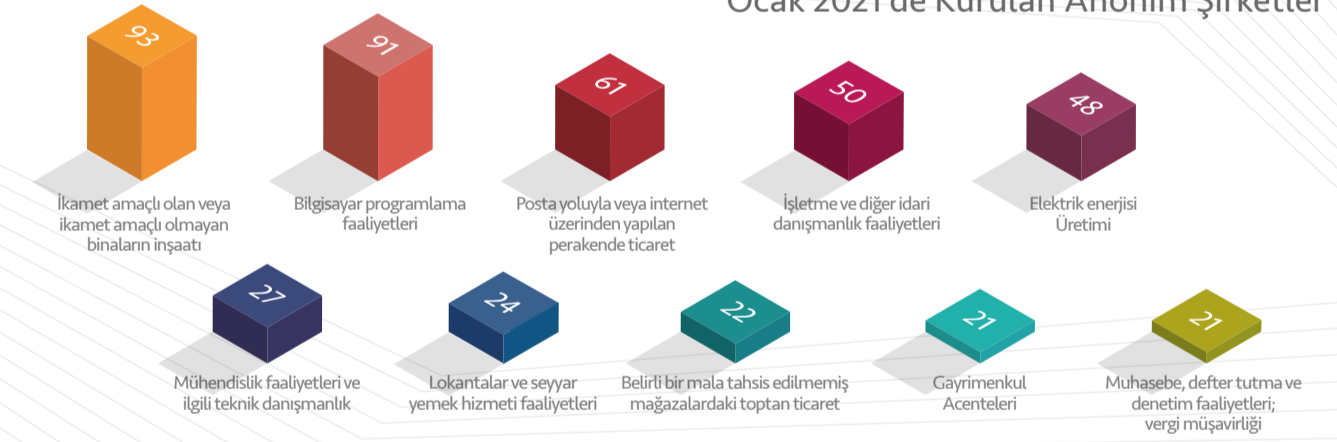 Ocak 2021'de Kurulan Anonim Şirketler
93
91
61
50
48
İkamet amaçlı olan veya
ikamet amaçlı olmayan
binaların inşaatı
Bilgisayar programlama
faaliyetleri
Posta yoluyla veya internet
üzerinden yapılan
perakende ticaret
İşletme ve diğer idari
danışmanlık faaliyetleri
Elektrik enerjisi
Üretimi
27
24
22
21
21
Mühendislik faaliyetleri ve
ilgili teknik danışmanlık
Lokantalar ve seyyar
yemek hizmeti faaliyetleri
Belirli bir mala tahsis edilmemiş
mağazalardaki toptan ticaret
Gayrimenkul
Acenteleri
Muhasebe, defter tutma ve
denetim faaliyetleri;
vergi müşavirliği